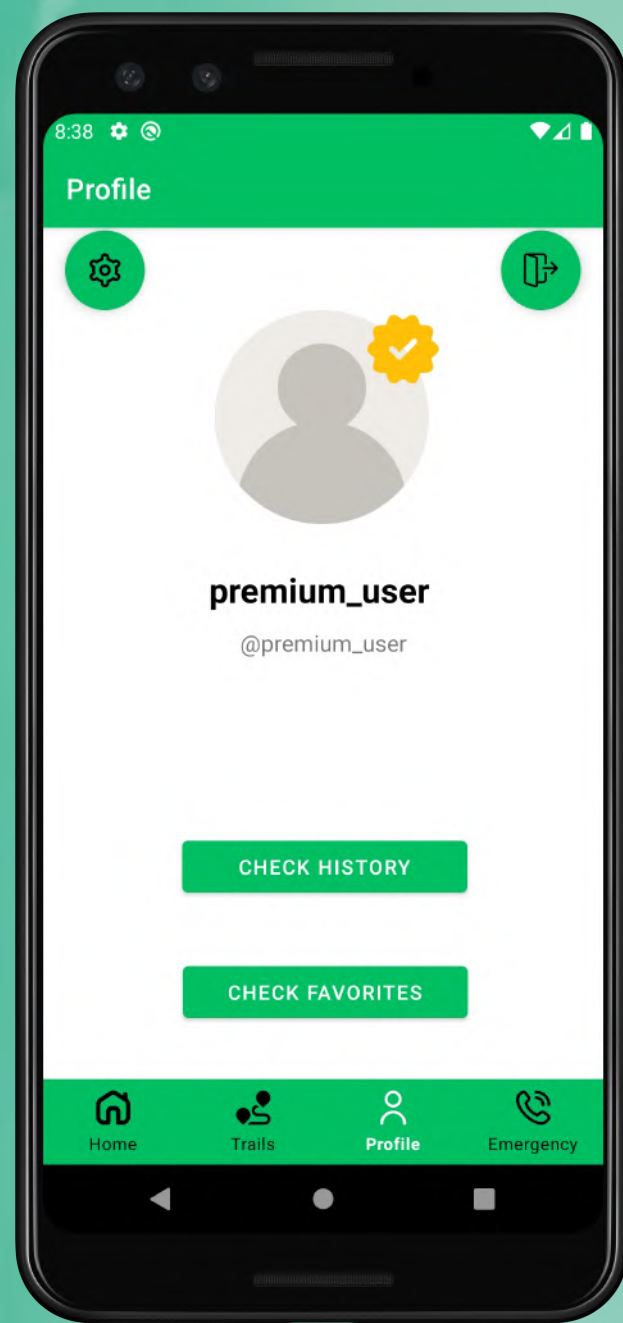 8:38
Profile
premium_user
@premium_user
CHECK HISTORY
CHECK FAVORITES
Home Trails Profile Emergency